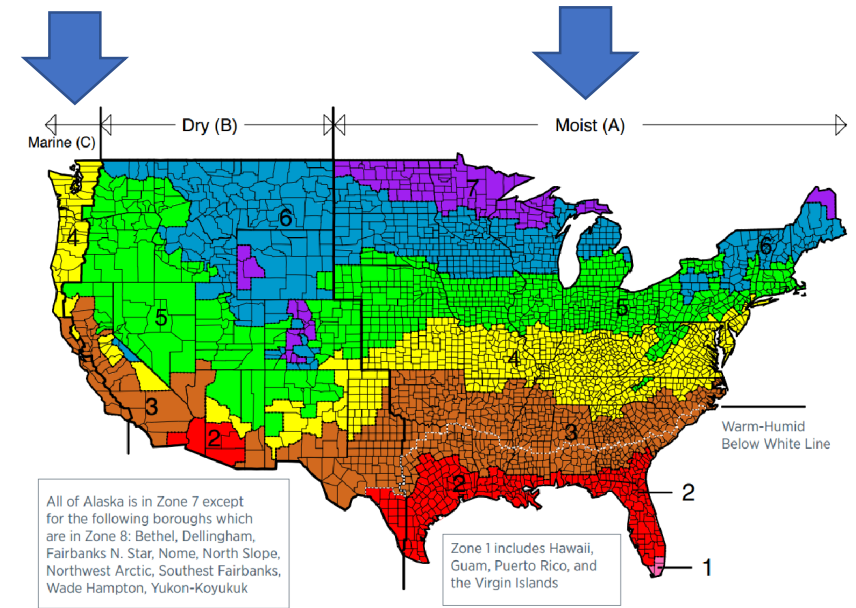 Marine (C)
Dry (B)
Moist (A)
7
6
4
6
5
5
4
3
3
2
2
Warm-Humid
Below White Line
2
1
All of Alaska is in Zone 7 except
for the following boroughs which
are in Zone 8: Bethel, Dellingham,
Fairbanks N. Star, Nome, North Slope,
Northwest Arctic, Southest Fairbanks,
Wade Hampton, Yukon-Koyukuk
Zone 1 includes Hawaii,
Guam, Puerto Rico, and
the Virgin Islands